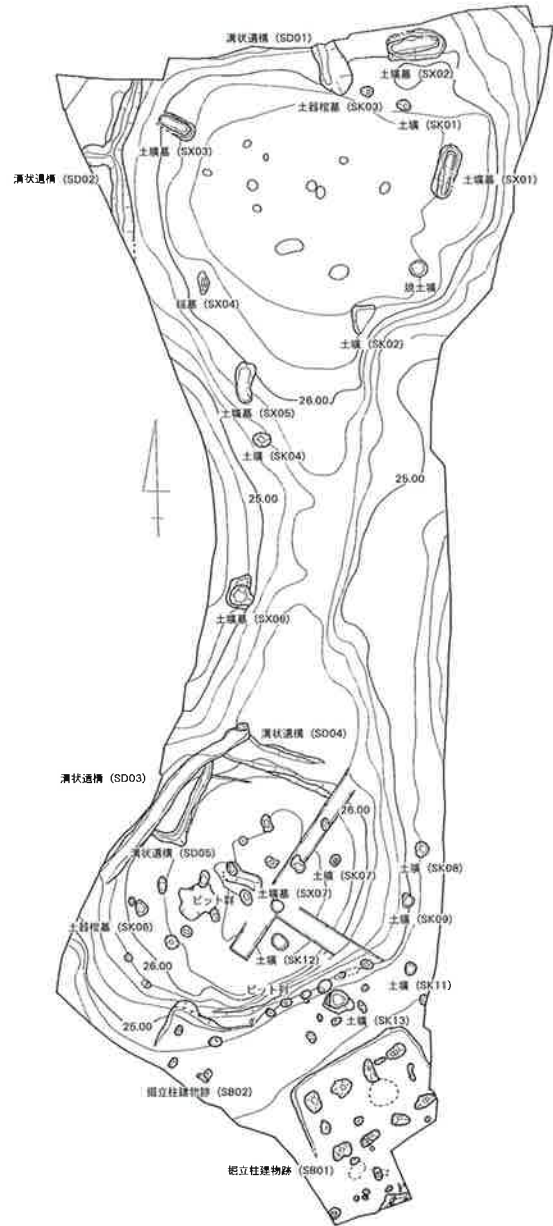 溝状遺構 (SD01)
土壙墓 (SX02)
土器棺墓 (SK03)
土壙 (SK01)
土壙墓 (SX03)
溝状遺構 (SD02)
土壙墓 (SX01)
焼土壙
(SX04)
土壙 (SK02)
26.00
土壙墓 (SX05)
土壙 (SK04)
25.00
25.00
土壙墓 (SX06)
溝状遺構 (SD04)
溝状遺構 (SD03)
26.00
溝状遺構 (SD05)
土壙 (SK07)
土壙 (SK08)
土壙墓 (SX07)
ピット列
土壙 (SK09)
土器棺墓 (SK06)
土壙 (SK12)
26.00
土壙 (SK11)
ピット列
25.00
土壙 (SK13)
掘立柱建物跡 (SB02)
掘立柱建物跡 (SB01)